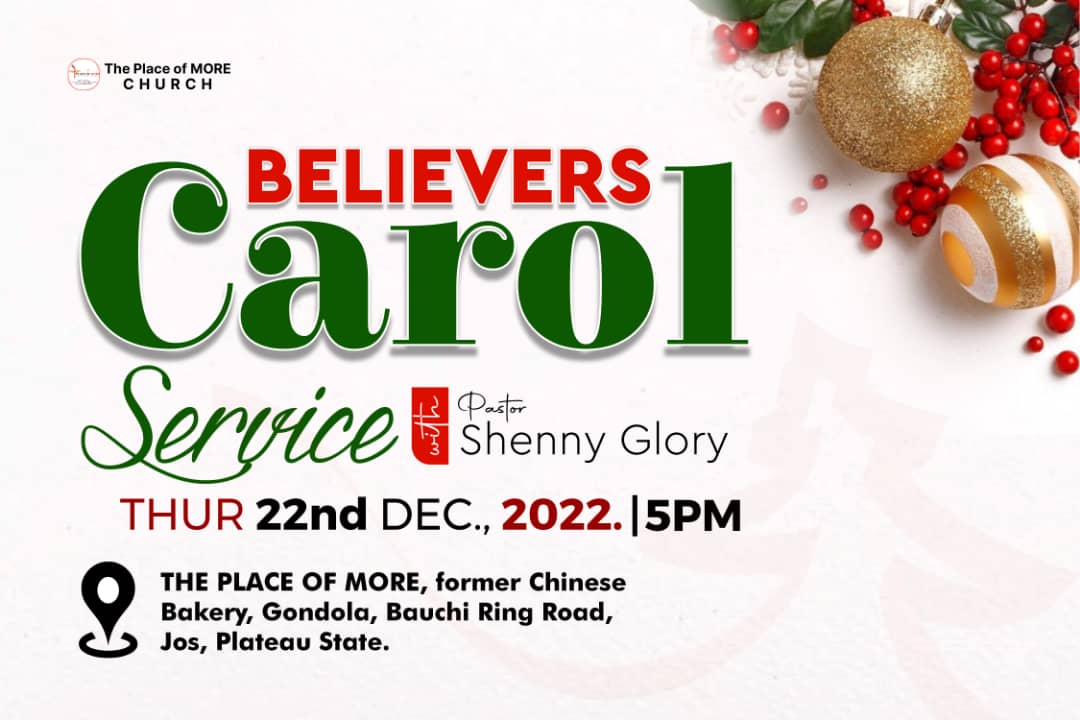 The Place of MORE
CHURCH
BELIEVERS
Carol
Service with Pastor
Shenny Glory
THUR 22nd DEC., 2022. | 5PM
THE PLACE OF MORE, former Chinese
Bakery, Gondola, Bauchi Ring Road,
Jos, Plateau State.